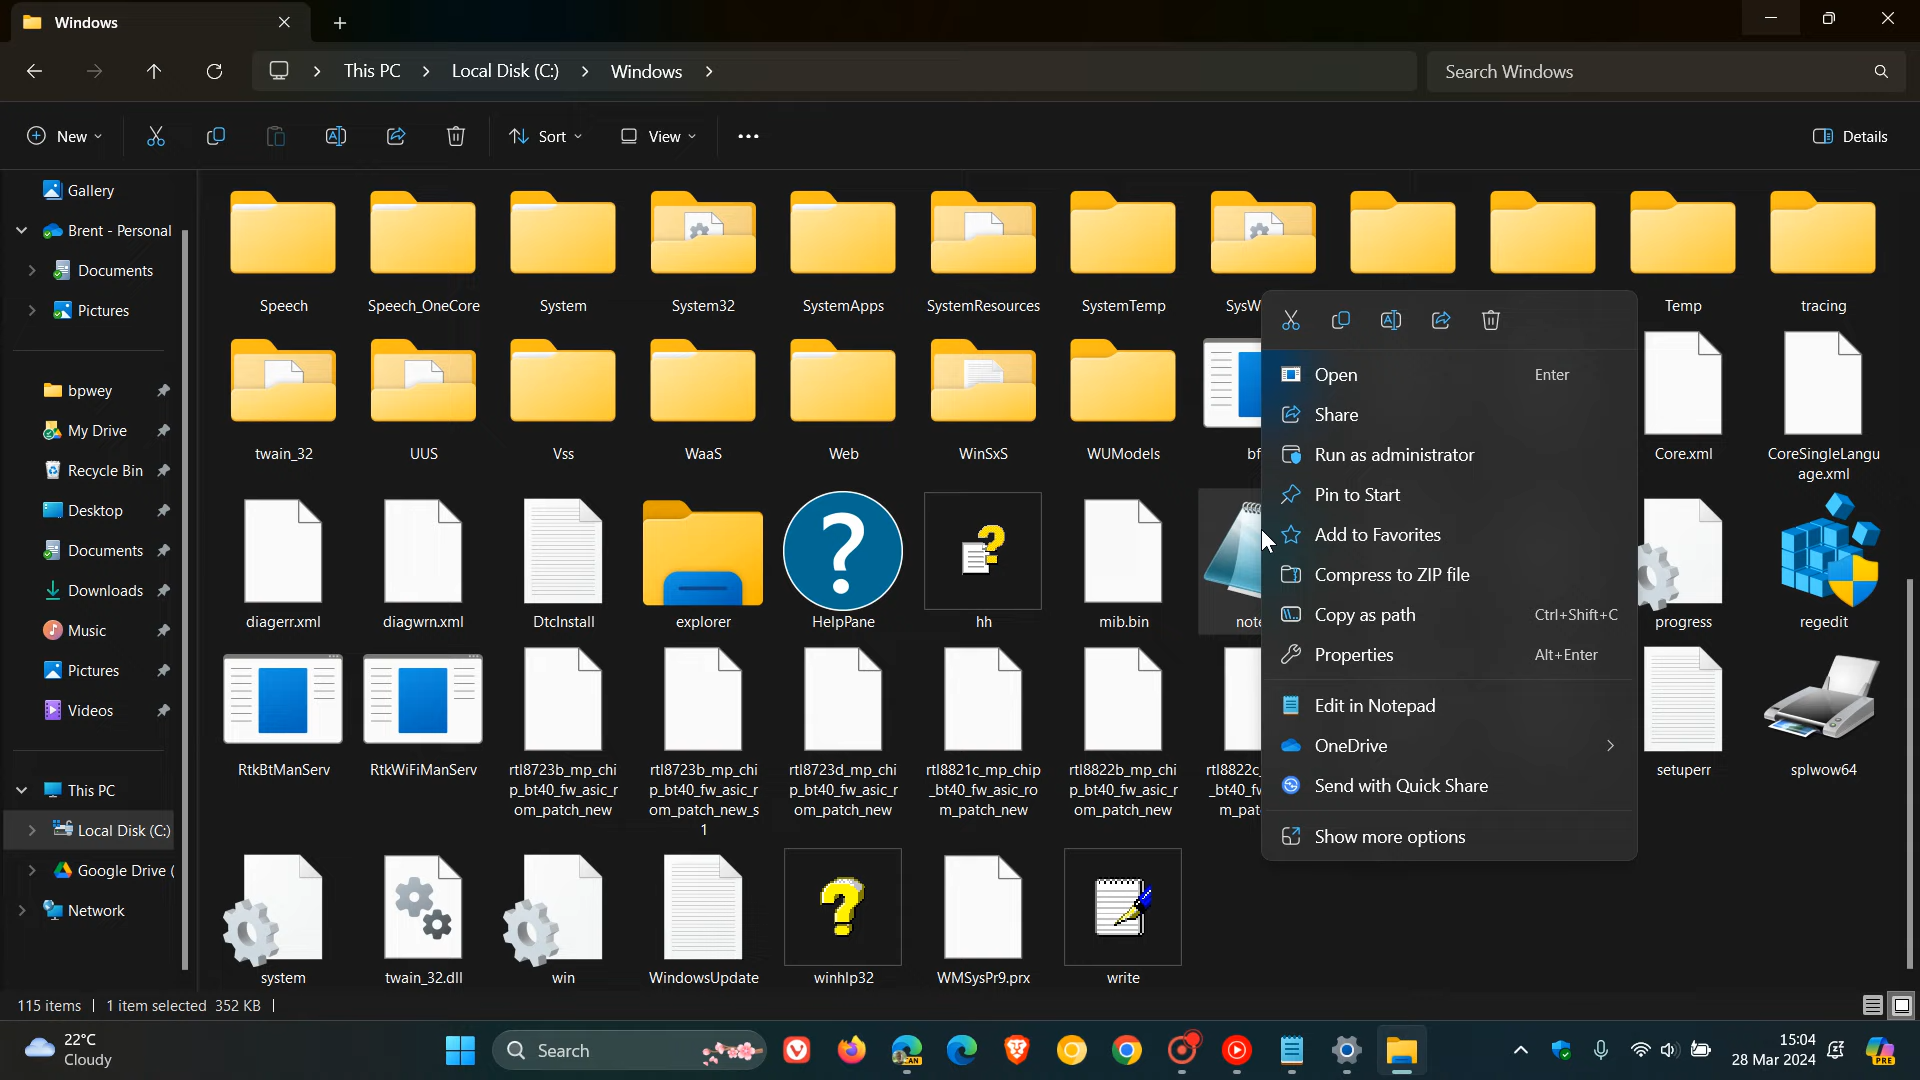 Windows
This PC
Local Disk (C:)
Windows
Search Windows
New
Sort
View
Details
Gallery
Brent - Personal
Documents
Pictures
bpwey
My Drive
Recycle Bin
Desktop
Documents
Downloads
Music
Pictures
Videos
This PC
Local Disk (C:)
Google Drive (
Network
Speech
Speech_OneCore
System
System32
SystemApps
SystemResources
SystemTemp
SysW
Temp
tracing
twain_32
UUS
Vss
WaaS
Web
WinSxS
WUModels
bf
Core.xml
CoreSingleLangu
age.xml
diagerr.xml
diagwrn.xml
DtcInstall
explorer
HelpPane
hh
mib.bin
note
progress
regedit
RtkBtManServ
RtkWiFiManServ
rtl8723b_mp_chi
p_bt40_fw_asic_r
om_patch_new
rtl8723b_mp_chi
p_bt40_fw_asic_r
om_patch_new_s
1
rtl8723d_mp_chi
p_bt40_fw_asic_r
om_patch_new
rtl8821c_mp_chip
_bt40_fw_asic_ro
m_patch_new
rtl8822b_mp_chi
p_bt40_fw_asic_r
om_patch_new
rtl8822c_
_bt40_fw
m_pat
setuperr
splwow64
system
twain_32.dll
win
WindowsUpdate
winhlp32
WMSysPr9.prx
write
Open Enter
Share
Run as administrator
Pin to Start
Add to Favorites
Compress to ZIP file
Copy as path Ctrl+Shift+C
Properties Alt+Enter
Edit in Notepad
OneDrive
Send with Quick Share
Show more options
115 items
1 item selected 352 KB
22°C
Cloudy
Search
CAN
15:04
28 Mar 2024
PRE